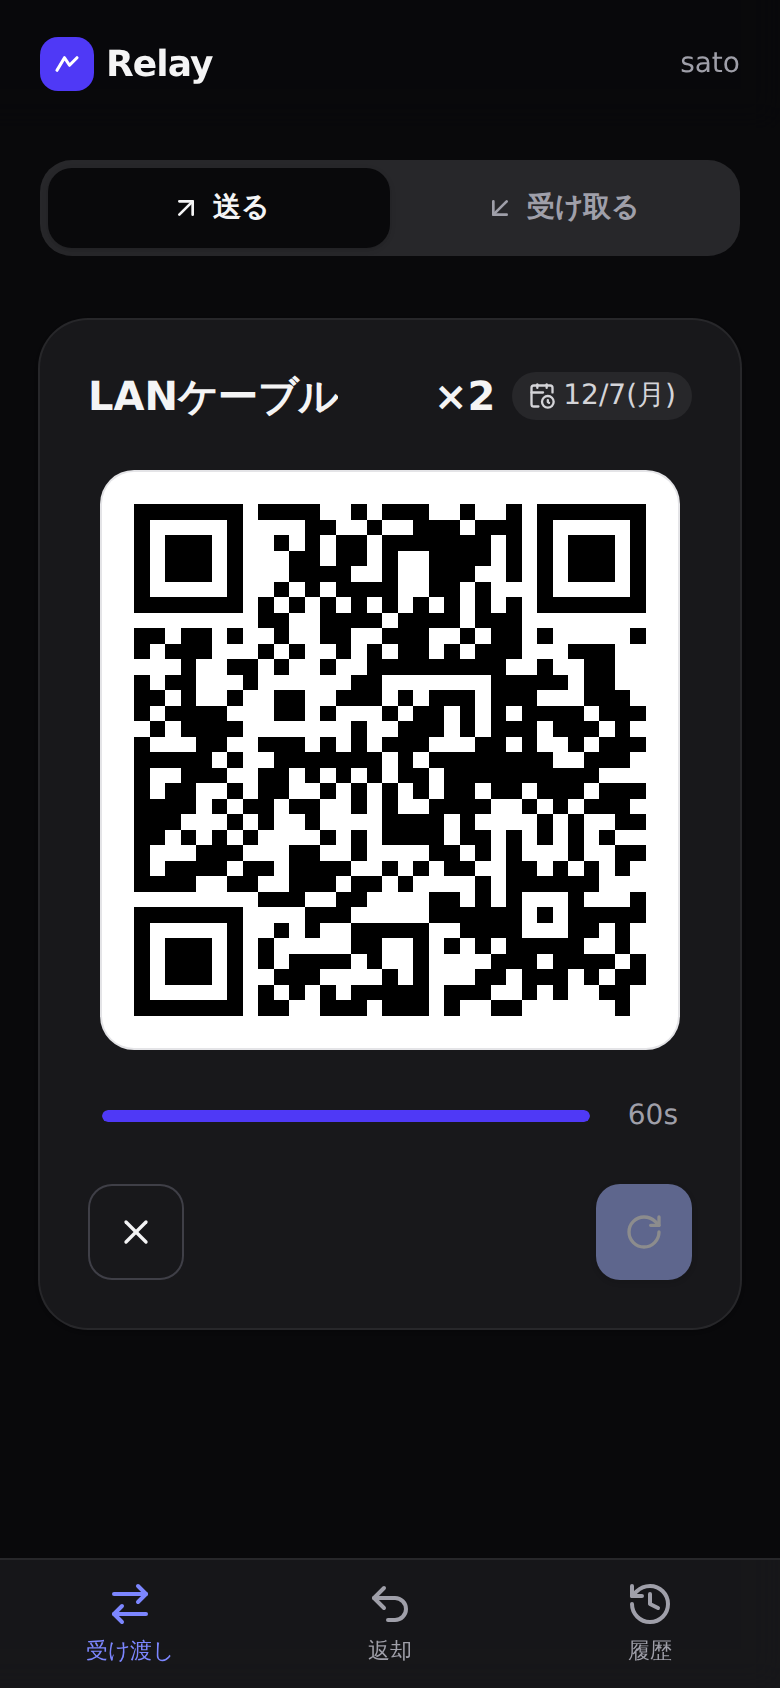 Relay
sato
送る
受け取る
LANケーブル ×2 12/7(月)
60s
受け渡し
返却
履歴